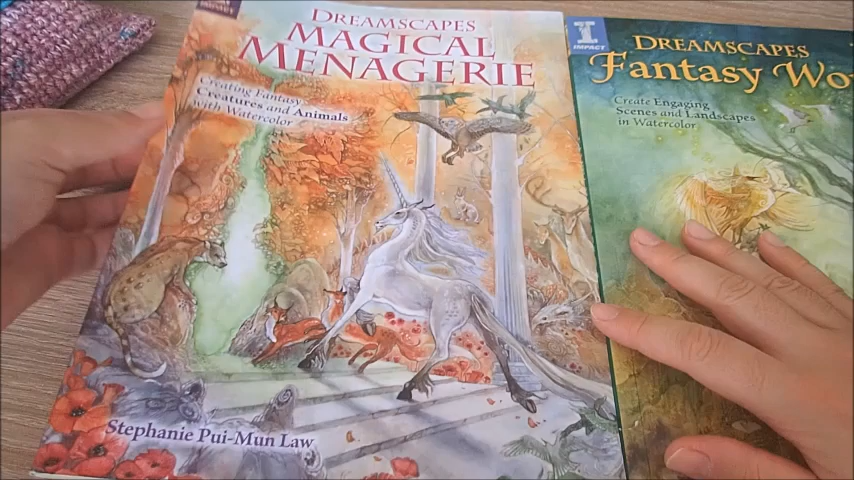 DREAMSCAPES
MAGICAL
MENAGERIE
Creating Fantasy
Creatures and Animals
with Watercolor
Stephanie Pui-Mun Law
I
IMPACT
DREAMSCAPES
Fantasy Wo
Create Engaging
Scenes and Landscapes
in Watercolor